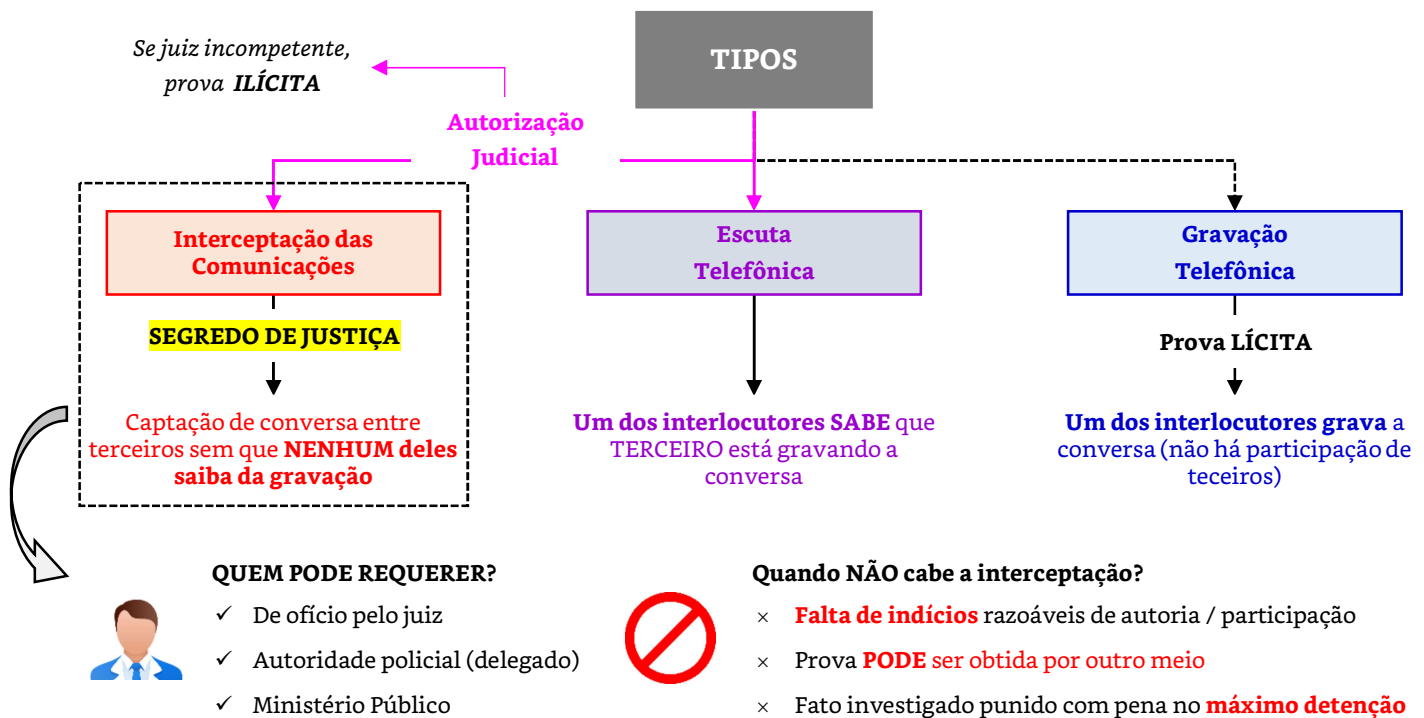 TIPOS
Se juiz incompetente,
prova ILÍCITA
Autorização
Judicial
Interceptação das
Comunicações
SEGREDO DE JUSTIÇA
Captação de conversa entre
terceiros sem que NENHUM deles
saiba da gravação
Escuta
Telefônica
Um dos interlocutores SABE que
TERCEIRO está gravando a
conversa
Gravação
Telefônica
Prova LÍCITA
Um dos interlocutores grava a
conversa (não há participação de
teceiros)
QUEM PODE REQUERER?
✓ De ofício pelo juiz
✓ Autoridade policial (delegado)
✓ Ministério Público
Quando NÃO cabe a interceptação?
× Falta de indícios razoáveis de autoria / participação
× Prova PODE ser obtida por outro meio
× Fato investigado punido com pena no máximo detenção